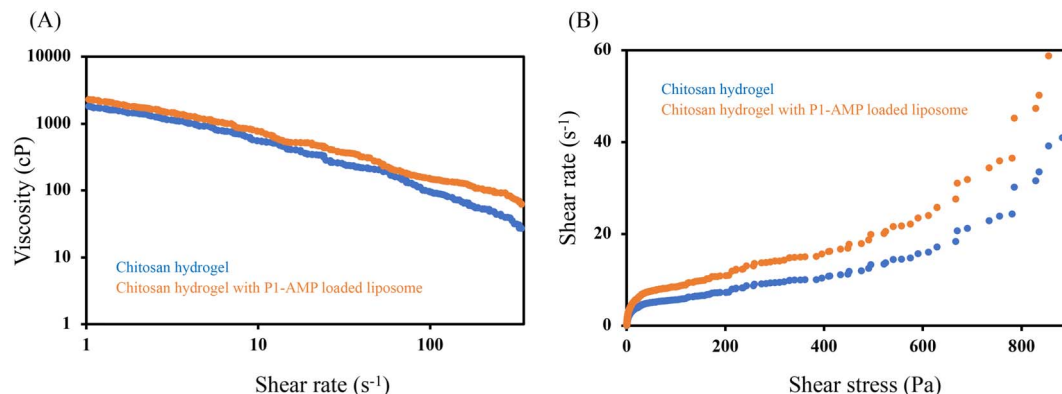 (A)
10000
1000
100
10
1
Viscosity (cP)
Chitosan hydrogel
Chitosan hydrogel with P1-AMP loaded liposome
1 10 100
Shear rate (s⁻¹)
(B)
60
40
20
0
Shear rate (s⁻¹)
Chitosan hydrogel
Chitosan hydrogel with P1-AMP loaded liposome
0 200 400 600 800
Shear stress (Pa)